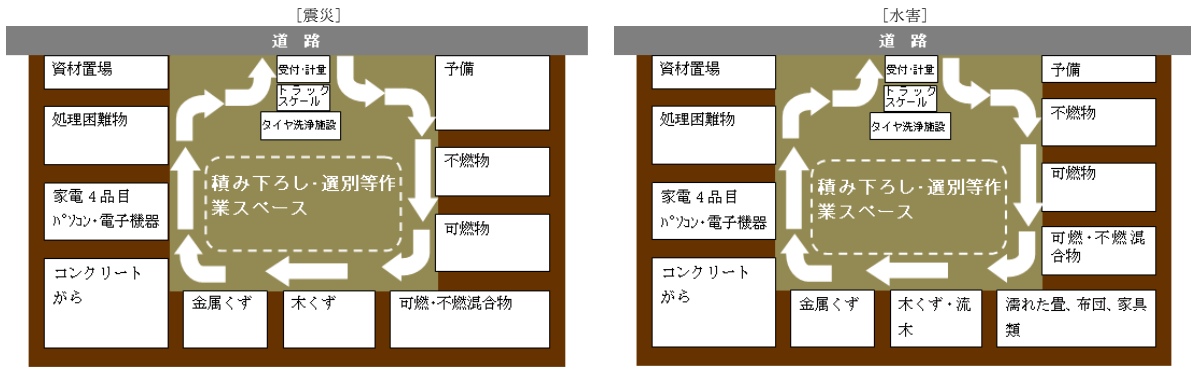 [震災]
道 路
資材置場
受付・計量
予備
トラック
スケール
処理困難物
タイヤ洗浄施設
不燃物
積み下ろし・選別等作
業スペース
家電４品目
ﾊﾟｿｺﾝ・電子機器
可燃物
コンクリート
がら
金属くず
木くず
可燃・不燃混合物
[水害]
道 路
資材置場
受付・計量
予備
トラック
スケール
処理困難物
タイヤ洗浄施設
不燃物
積み下ろし・選別等作
業スペース
家電４品目
ﾊﾟｿｺﾝ・電子機器
可燃物
可燃・不燃混
合物
コンクリート
がら
金属くず
木くず・流
木
濡れた畳、布団、家具
類